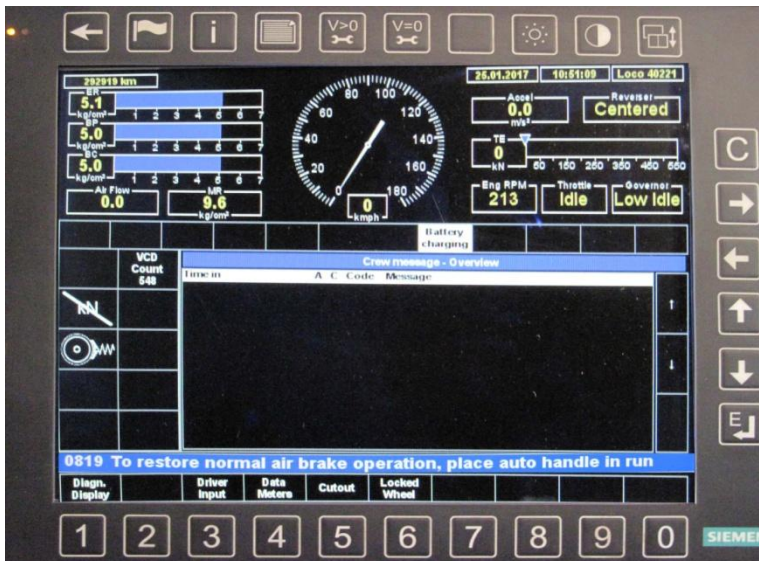 i
V>0
V=0
292919 km
25.01.2017
10:51:09
Loco 40221
ER
5.1
kg/cm²
1 2 3 4 5 6 7
BP
5.0
kg/cm²
1 2 3 4 5 6 7
BC
5.0
kg/cm²
1 2 3 4 5 6 7
Air Flow
0.0
MR
9.6
kg/cm²
0 20 40 60 80 100 120 140 160 180
0
kmph
Accel
0.0
m/s²
Reverser
Centered
TE
0
kN
50 150 250 350 450 550
Eng RPM
213
Throttle
Idle
Governor
Low Idle
Battery
charging
VCD
Count
548
kN
Crew message - Overview
Time in A C Code Message
0819 To restore normal air brake operation, place auto handle in run
Diagn.
Display
Driver
Input
Data
Meters
Cutout
Locked
Wheel
1 2 3 4 5 6 7 8 9 0
C
E
SIEME